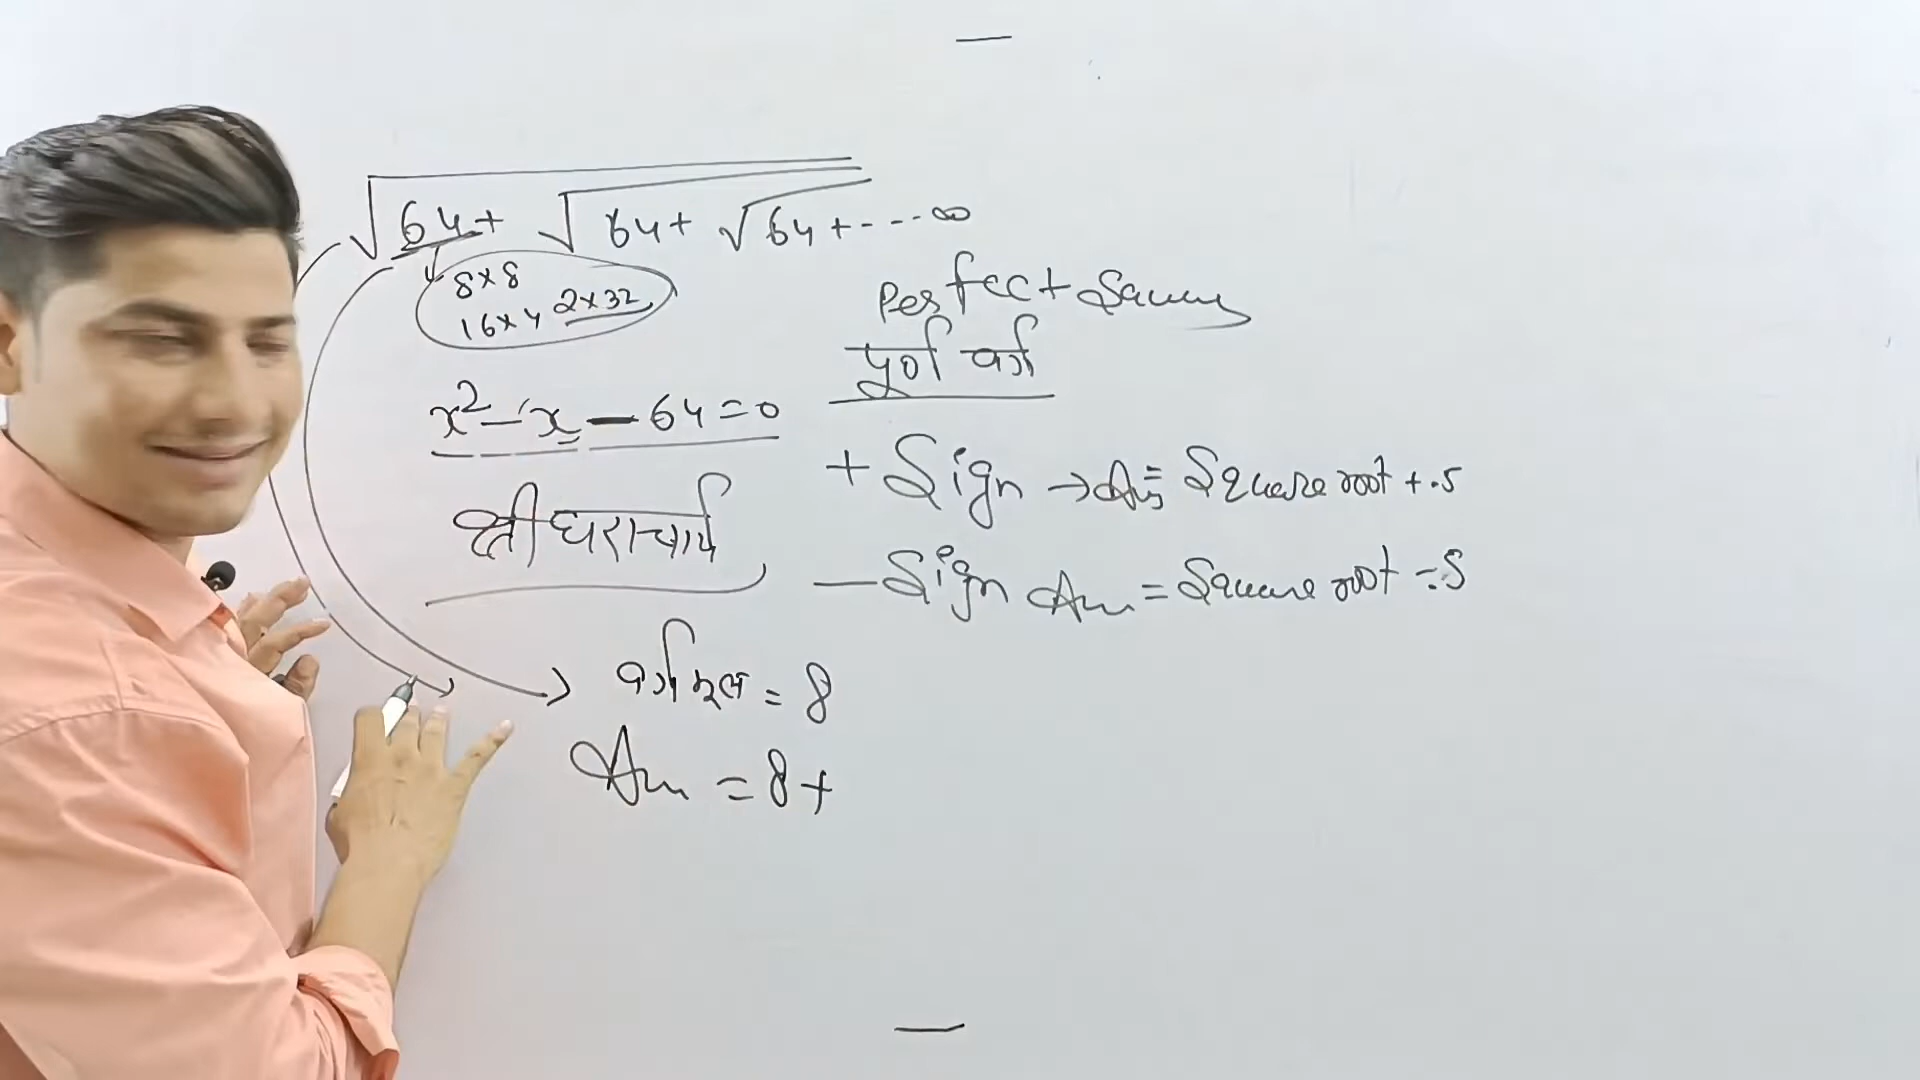 √64+ √64+ √64+---∞
8×8
16×4 2×32
Perfect Square
पूर्ण वर्ग
x²-x-64=0
+ Sign → Ans = Square root + .5
श्रीधराचार्य
- Sign Ans = Square root - .5
वर्गमूल = 8
Ans = 8+